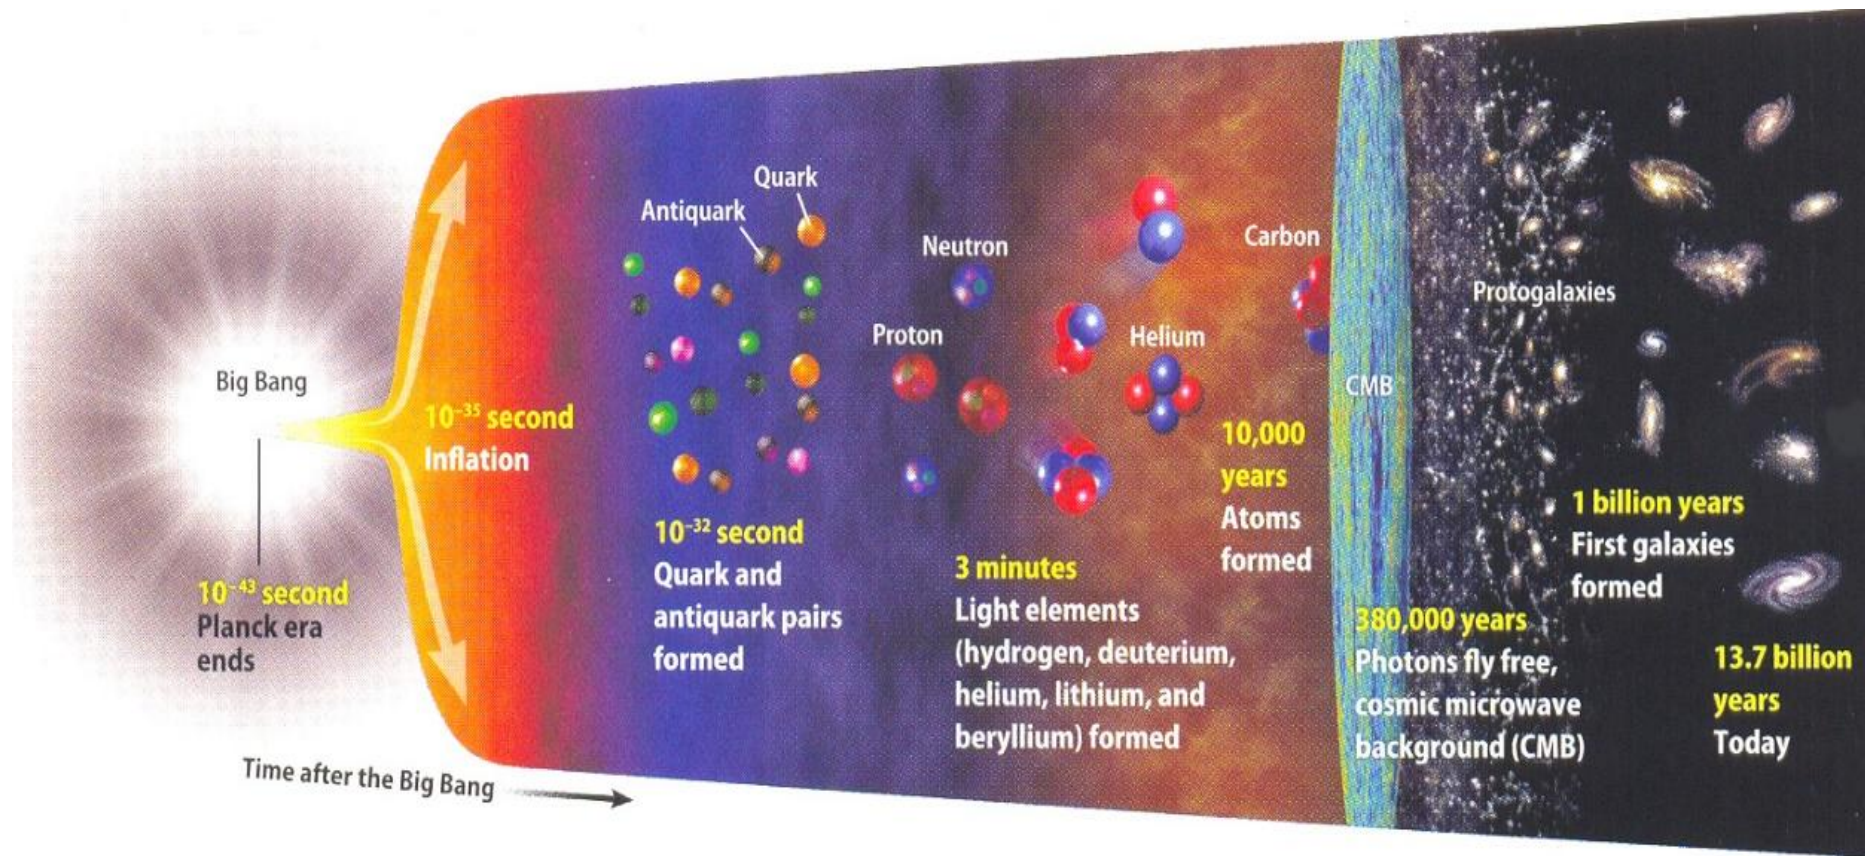 Big Bang
10⁻⁴³ second
Planck era
ends
10⁻³⁵ second
Inflation
Antiquark
Quark
10⁻³² second
Quark and
antiquark pairs
formed
Neutron
Proton
Helium
3 minutes
Light elements
(hydrogen, deuterium,
helium, lithium, and
beryllium) formed
Carbon
10,000
years
Atoms
formed
CMB
380,000 years
Photons fly free,
cosmic microwave
background (CMB)
Protogalaxies
1 billion years
First galaxies
formed
13.7 billion
years
Today
Time after the Big Bang